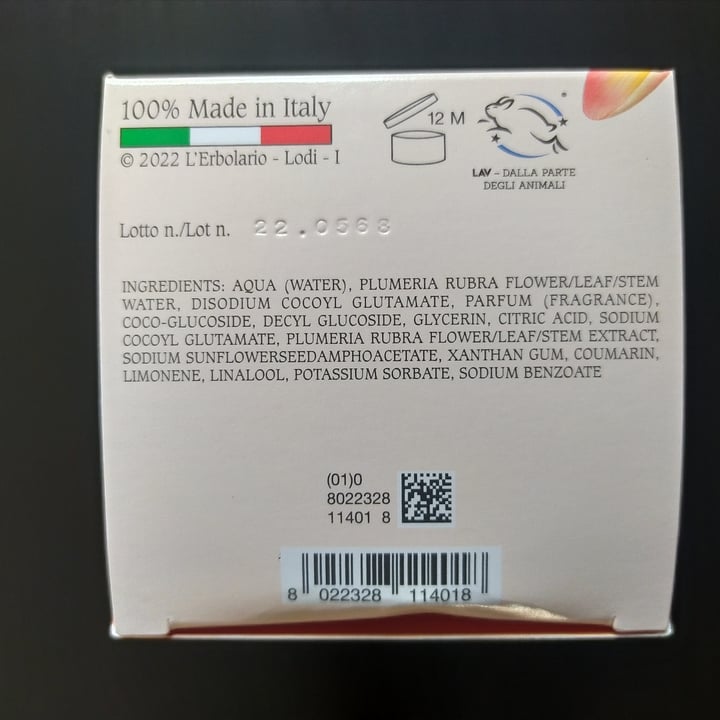 100% Made in Italy
© 2022 L'Erbolario - Lodi - I
12 M
®
LAV - DALLA PARTE
DEGLI ANIMALI
Lotto n./Lot n. 22.0568
INGREDIENTS: AQUA (WATER), PLUMERIA RUBRA FLOWER/LEAF/STEM
WATER, DISODIUM COCOYL GLUTAMATE, PARFUM (FRAGRANCE),
COCO-GLUCOSIDE, DECYL GLUCOSIDE, GLYCERIN, CITRIC ACID, SODIUM
COCOYL GLUTAMATE, PLUMERIA RUBRA FLOWER/LEAF/STEM EXTRACT,
SODIUM SUNFLOWERSEEDAMPHOACETATE, XANTHAN GUM, COUMARIN,
LIMONENE, LINALOOL, POTASSIUM SORBATE, SODIUM BENZOATE
(01)0
8022328
11401 8
8 022328 114018